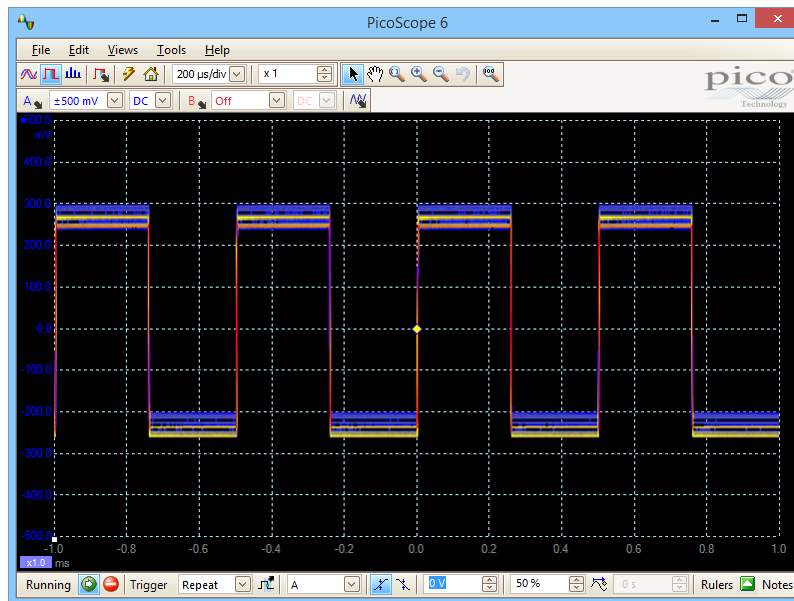 PicoScope 6
File Edit Views Tools Help
200 µs/div x 1
pico
Technology
A ±500 mV DC B Off DC
500.0
mV
400.0
300.0
200.0
100.0
0.0
-100.0
-200.0
-300.0
-400.0
-500.0
-1.0 -0.8 -0.6 -0.4 -0.2 0.0 0.2 0.4 0.6 0.8 1.0
x1.0 ms
Running Trigger Repeat A 0 V 50 % 0 s Rulers Notes